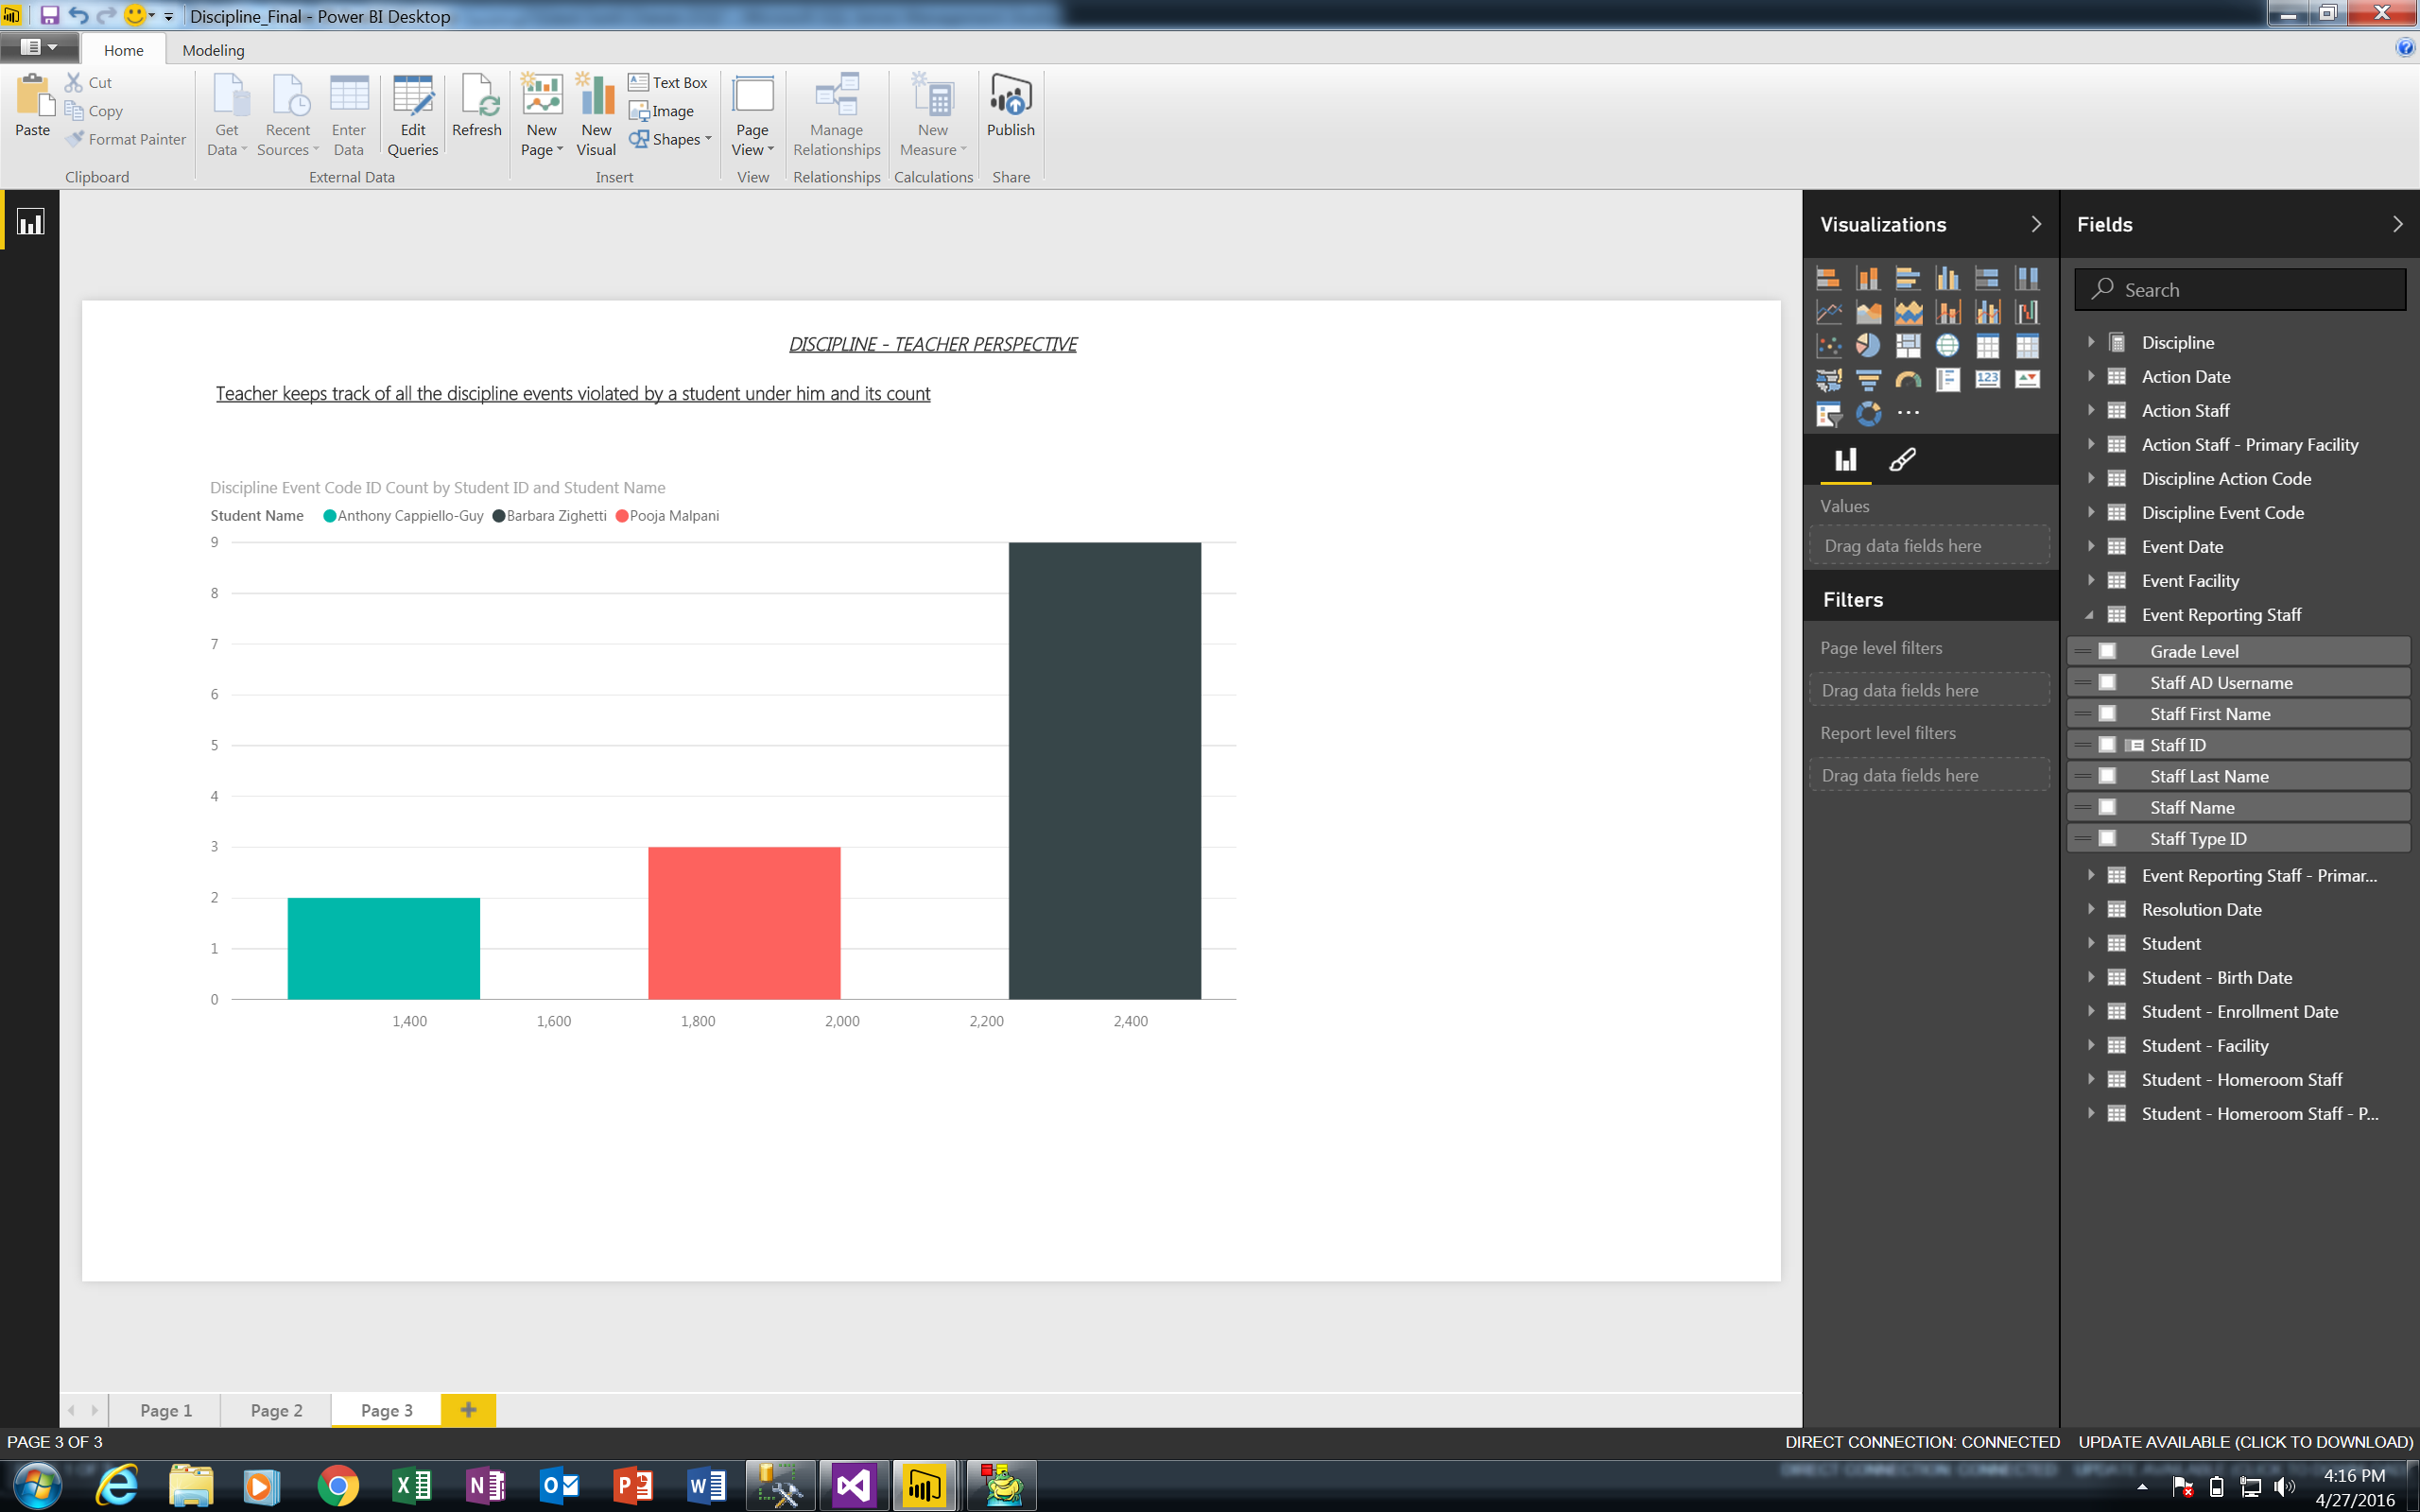 Discipline_Final - Power BI Desktop
Home Modeling
Paste
Cut
Copy
Format Painter
Clipboard
Get Data
Recent Sources
Enter Data
Edit Queries
Refresh
External Data
New Page
New Visual
Text Box
Image
Shapes
Insert
Page View
View
Manage Relationships
Relationships
New Measure
Calculations
Publish
Share
DISCIPLINE - TEACHER PERSPECTIVE
Teacher keeps track of all the discipline events violated by a student under him and its count
Discipline Event Code ID Count by Student ID and Student Name
Student Name Anthony Cappiello-Guy Barbara Zighetti Pooja Malpani
9
8
7
6
5
4
3
2
1
0
1,400 1,600 1,800 2,000 2,200 2,400
Visualizations
123
Values
Drag data fields here
Filters
Page level filters
Drag data fields here
Report level filters
Drag data fields here
Fields
Search
Discipline
Action Date
Action Staff
Action Staff - Primary Facility
Discipline Action Code
Discipline Event Code
Event Date
Event Facility
Event Reporting Staff
Grade Level
Staff AD Username
Staff First Name
Staff ID
Staff Last Name
Staff Name
Staff Type ID
Event Reporting Staff - Primar...
Resolution Date
Student
Student - Birth Date
Student - Enrollment Date
Student - Facility
Student - Homeroom Staff
Student - Homeroom Staff - P...
Page 1 Page 2 Page 3
PAGE 3 OF 3
DIRECT CONNECTION: CONNECTED UPDATE AVAILABLE (CLICK TO DOWNLOAD)
4:16 PM
4/27/2016